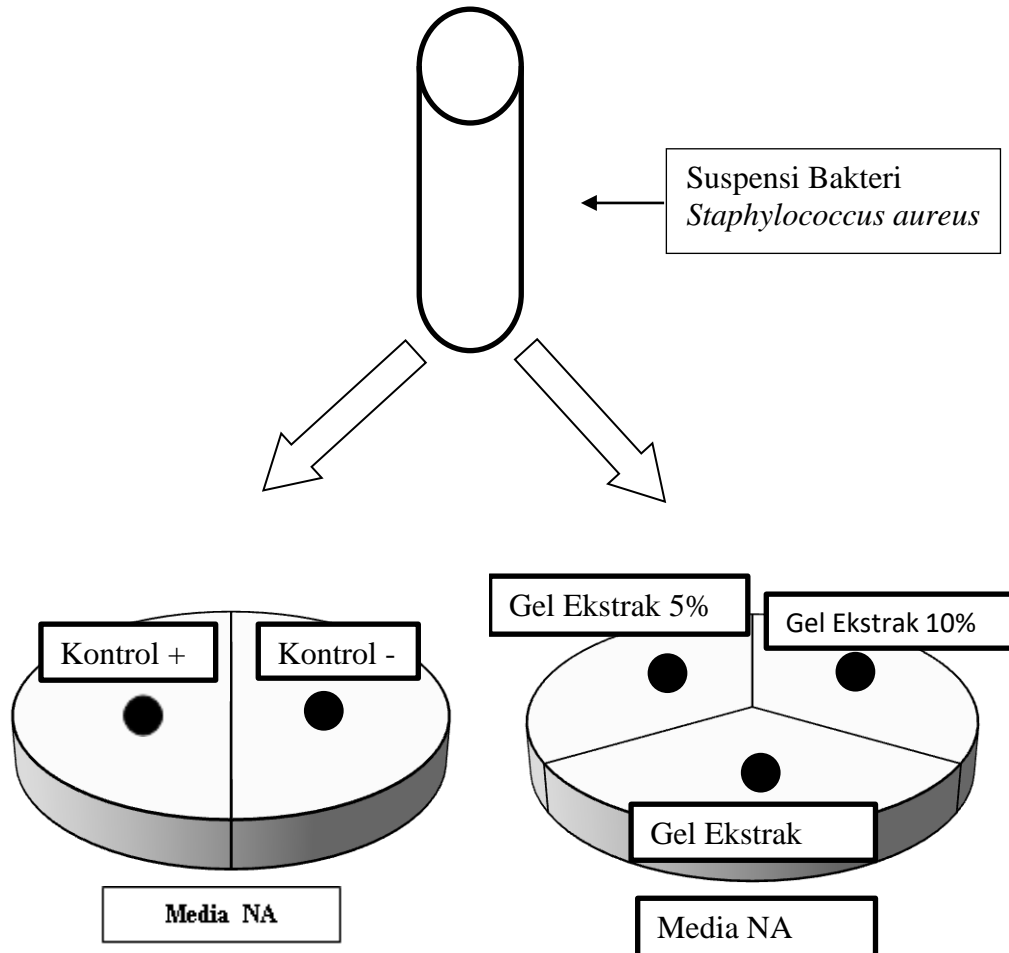 Suspensi Bakteri
Staphylococcus aureus
Gel Ekstrak 5%
Gel Ekstrak 10%
Kontrol +
Kontrol -
Gel Ekstrak
Media NA
Media NA